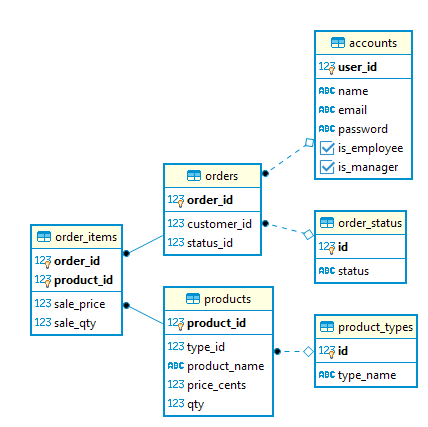 accounts
123 user_id
ABC name
ABC email
ABC password
is_employee
is_manager
orders
123 order_id
123 customer_id
123 status_id
order_status
123 id
ABC status
order_items
123 order_id
123 product_id
123 sale_price
123 sale_qty
products
123 product_id
123 type_id
ABC product_name
123 price_cents
123 qty
product_types
123 id
ABC type_name